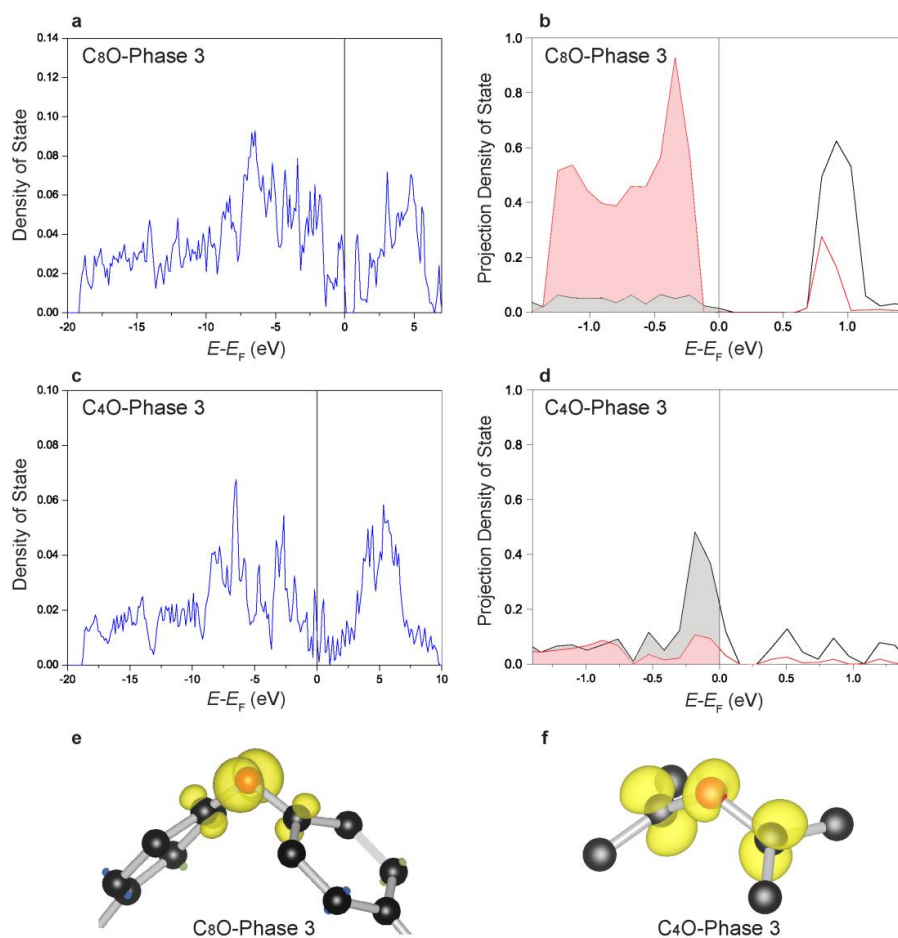 a
C₈O-Phase 3
Density of State
0.14
0.12
0.10
0.08
0.06
0.04
0.02
0.00
-20
-15
-10
-5
0
5
E-E_F (eV)
b
C₈O-Phase 3
Projection Density of State
1.0
0.8
0.6
0.4
0.2
0.0
-1.0
-0.5
0.0
0.5
1.0
E-E_F (eV)
c
C₄O-Phase 3
Density of State
0.10
0.08
0.06
0.04
0.02
0.00
-20
-15
-10
-5
0
5
10
E-E_F (eV)
d
C₄O-Phase 3
Projection Density of State
1.0
0.8
0.6
0.4
0.2
0.0
-1.0
-0.5
0.0
0.5
1.0
E-E_F (eV)
e
C₈O-Phase 3
f
C₄O-Phase 3